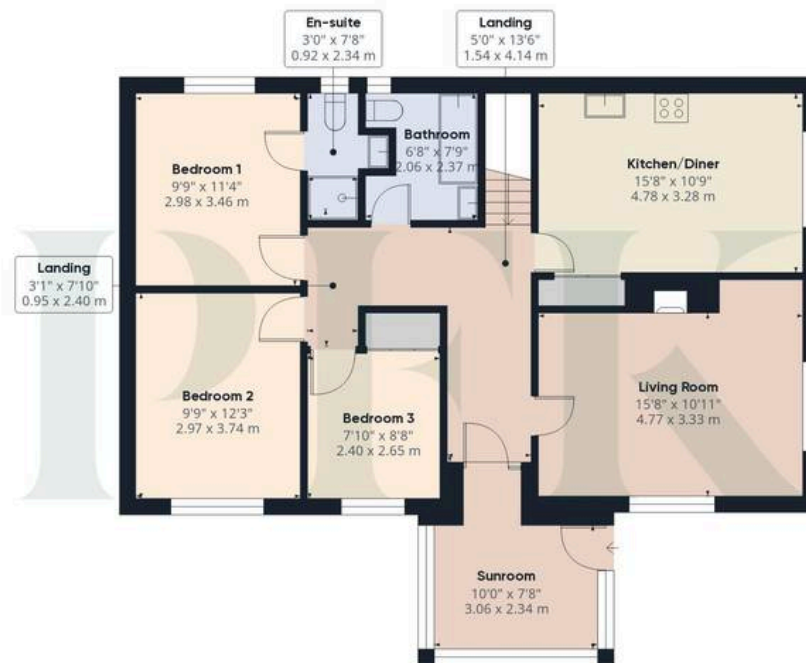 En-suite
3'0" x 7'8"
0.92 x 2.34 m
Landing
5'0" x 13'6"
1.54 x 4.14 m
Bedroom 1
9'9" x 11'4"
2.98 x 3.46 m
Bathroom
6'8" x 7'9"
2.06 x 2.37 m
Kitchen/Diner
15'8" x 10'9"
4.78 x 3.28 m
Landing
3'1" x 7'10"
0.95 x 2.40 m
Bedroom 2
9'9" x 12'3"
2.97 x 3.74 m
Bedroom 3
7'10" x 8'8"
2.40 x 2.65 m
Living Room
15'8" x 10'11"
4.77 x 3.33 m
Sunroom
10'0" x 7'8"
3.06 x 2.34 m
PFK